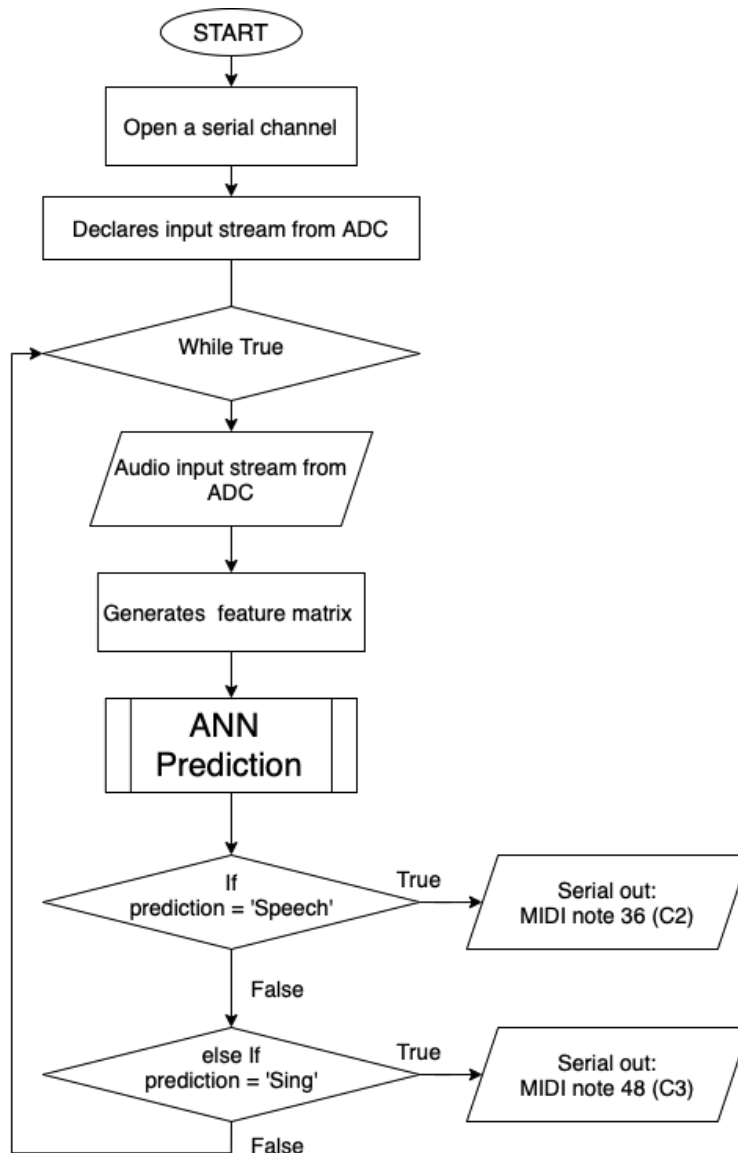 START
Open a serial channel
Declares input stream from ADC
While True
Audio input stream from
ADC
Generates feature matrix
ANN
Prediction
If
prediction = 'Speech'
True
Serial out:
MIDI note 36 (C2)
False
else If
prediction = 'Sing'
True
Serial out:
MIDI note 48 (C3)
False